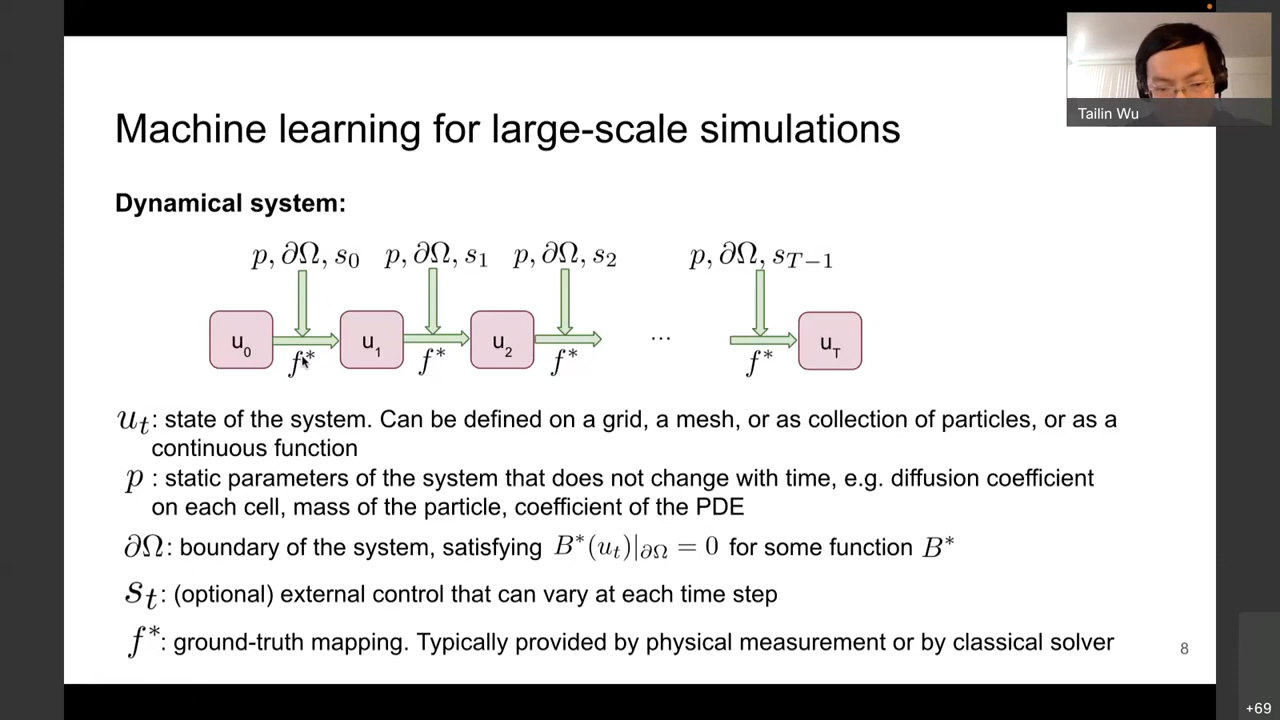 Tailin Wu
Machine learning for large-scale simulations
Dynamical system:
p, ∂Ω, s₀ p, ∂Ω, s₁ p, ∂Ω, s₂ p, ∂Ω, s_{T−1}
u₀ u₁ u₂ ... u_T
f* f* f* f*
u_t: state of the system. Can be defined on a grid, a mesh, or as collection of particles, or as a
continuous function
p : static parameters of the system that does not change with time, e.g. diffusion coefficient
on each cell, mass of the particle, coefficient of the PDE
∂Ω: boundary of the system, satisfying B*(u_t)|_{∂Ω} = 0 for some function B*
s_t: (optional) external control that can vary at each time step
f*: ground-truth mapping. Typically provided by physical measurement or by classical solver
8
+69